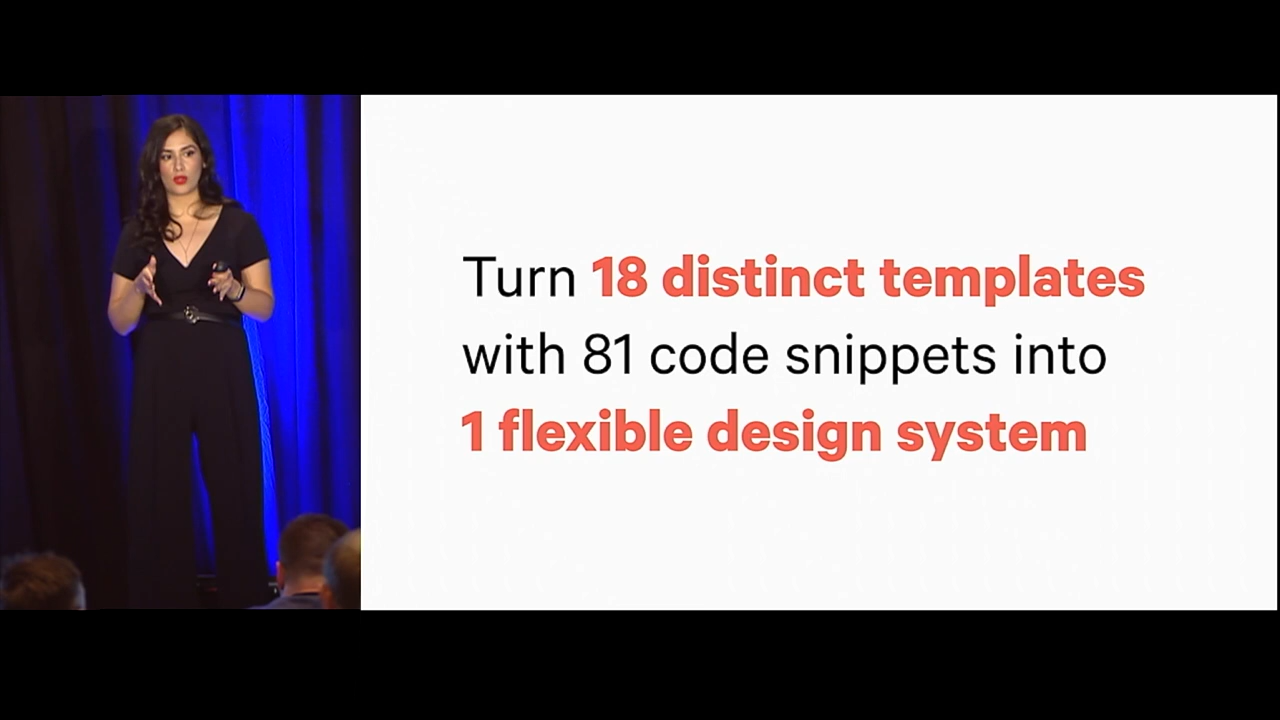 Turn 18 distinct templates
with 81 code snippets into
1 flexible design system